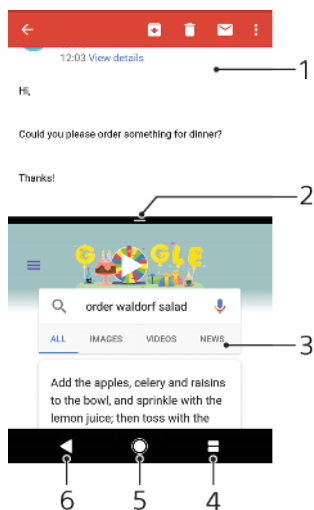 12:03 View details
1
Hi,
Could you please order something for dinner?
Thanks!
2
GOOGLE
order waldorf salad
ALL IMAGES VIDEOS NEWS
3
Add the apples, celery and raisins
to the bowl, and sprinkle with the
lemon juice; then toss with the
6 5 4